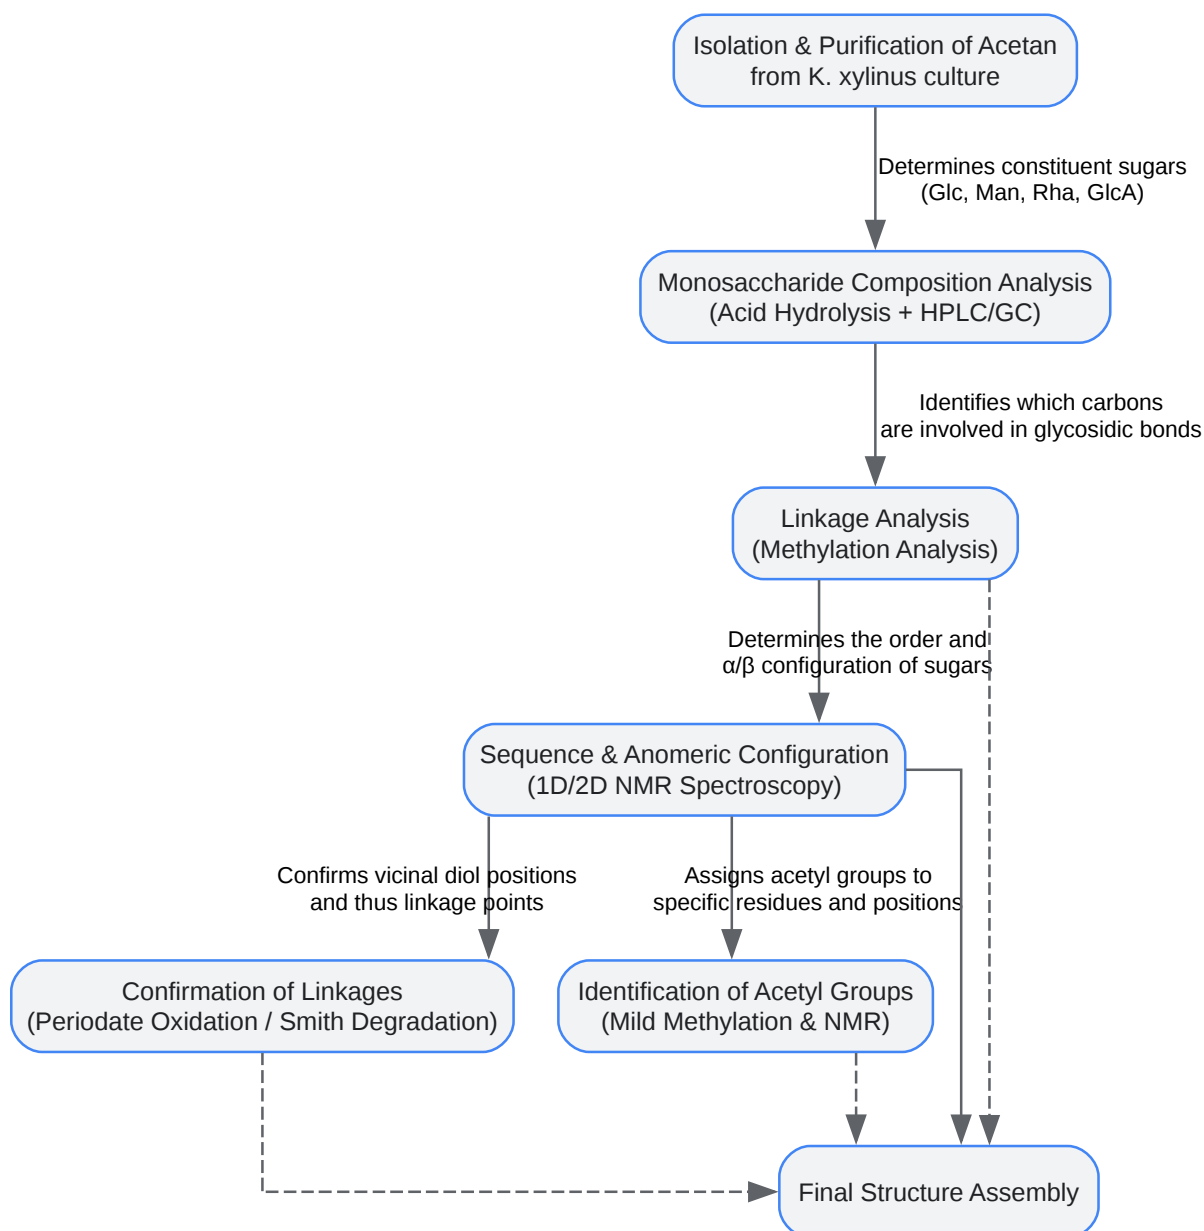 Isolation & Purification of Acetan
from K. xylinus culture
Determines constituent sugars
(Glc, Man, Rha, GlcA)
Monosaccharide Composition Analysis
(Acid Hydrolysis + HPLC/GC)
Identifies which carbons
are involved in glycosidic bonds
Linkage Analysis
(Methylation Analysis)
Determines the order and
α/β configuration of sugars
Sequence & Anomeric Configuration
(1D/2D NMR Spectroscopy)
Confirms vicinal diol positions
and thus linkage points
Assigns acetyl groups to
specific residues and positions
Confirmation of Linkages
(Periodate Oxidation / Smith Degradation)
Identification of Acetyl Groups
(Mild Methylation & NMR)
Final Structure Assembly